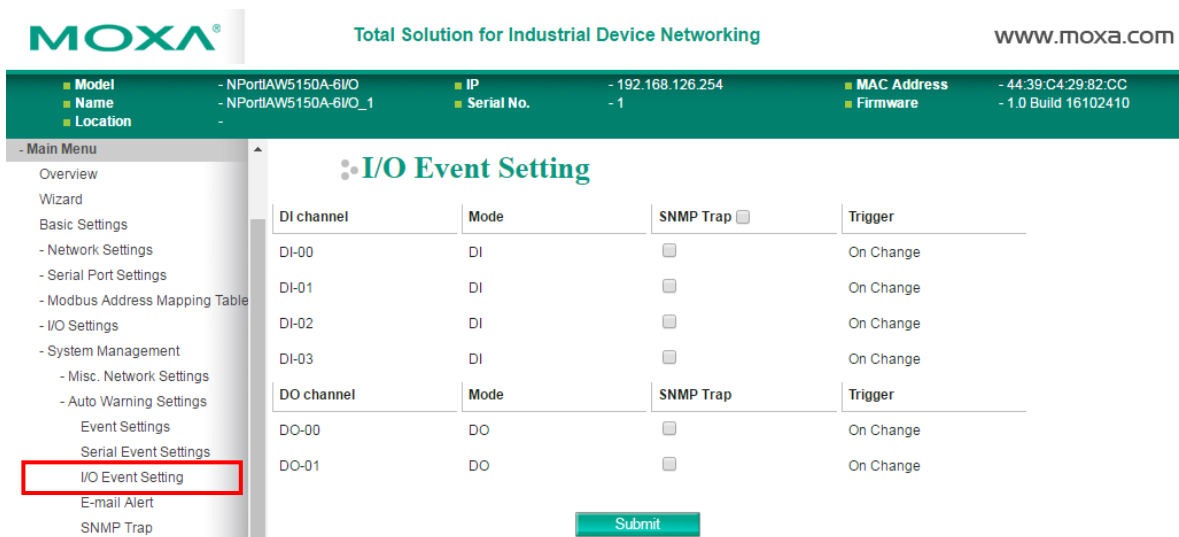 MOXA®
Total Solution for Industrial Device Networking
www.moxa.com
Model - NPortIAW5150A-6I/O IP - 192.168.126.254 MAC Address - 44:39:C4:29:82:CC
Name - NPortIAW5150A-6I/O_1 Serial No. - 1 Firmware - 1.0 Build 16102410
Location -
- Main Menu
Overview
Wizard
Basic Settings
- Network Settings
- Serial Port Settings
- Modbus Address Mapping Table
- I/O Settings
- System Management
- Misc. Network Settings
- Auto Warning Settings
Event Settings
Serial Event Settings
I/O Event Setting
E-mail Alert
SNMP Trap
I/O Event Setting
DI channel Mode SNMP Trap Trigger
DI-00 DI On Change
DI-01 DI On Change
DI-02 DI On Change
DI-03 DI On Change
DO channel Mode SNMP Trap Trigger
DO-00 DO On Change
DO-01 DO On Change
Submit